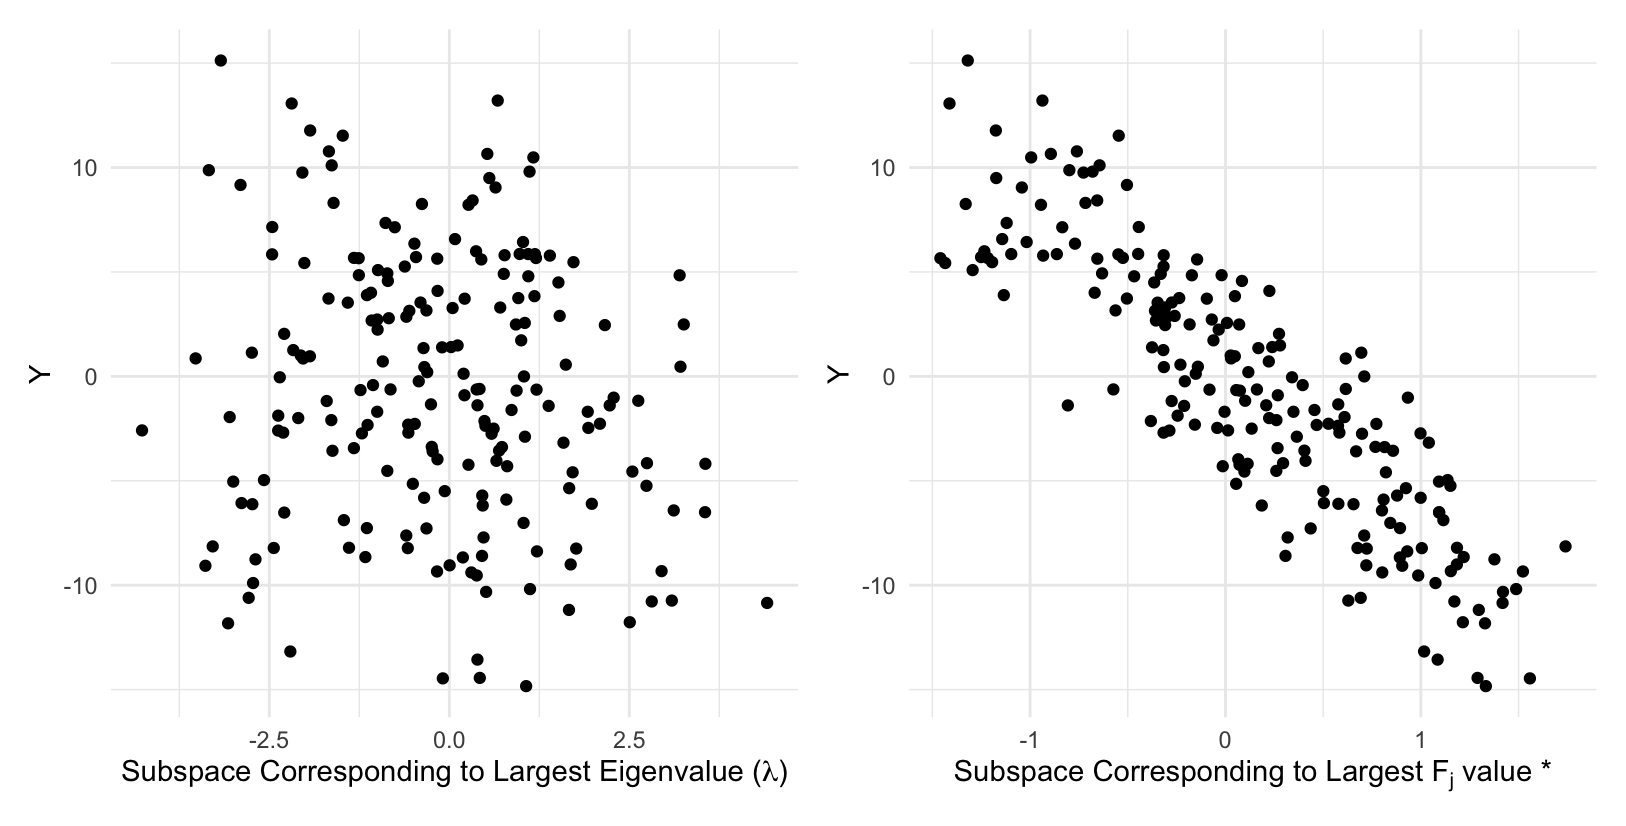 Y
10
0
-10
-2.5 0.0 2.5
Subspace Corresponding to Largest Eigenvalue (λ)
Y
10
0
-10
-1 0 1
Subspace Corresponding to Largest Fj value *